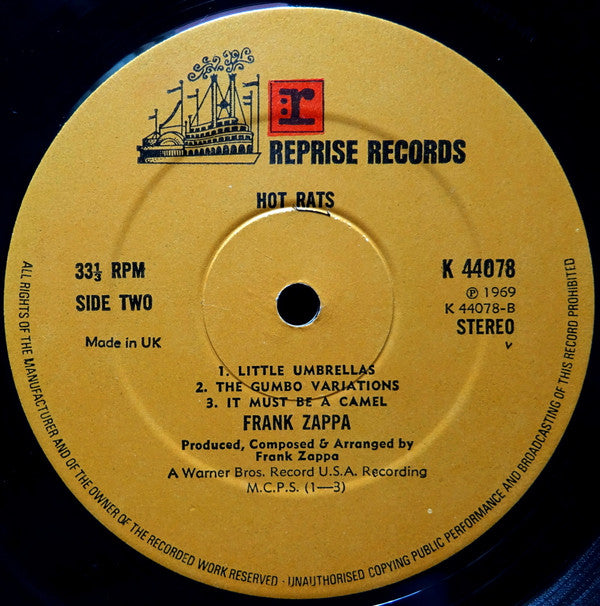 r
REPRISE RECORDS
HOT RATS
33⅓ RPM
SIDE TWO
Made in UK
K 44078
℗ 1969
K 44078-B
STEREO
1. LITTLE UMBRELLAS
2. THE GUMBO VARIATIONS
3. IT MUST BE A CAMEL
FRANK ZAPPA
Produced, Composed & Arranged by
Frank Zappa
A Warner Bros. Record U.S.A. Recording
M.C.P.S. (1—3)
ALL RIGHTS OF THE MANUFACTURER AND OF THE OWNER OF THE RECORDED WORK RESERVED · UNAUTHORISED COPYING PUBLIC PERFORMANCE AND BROADCASTING OF THIS RECORD PROHIBITED